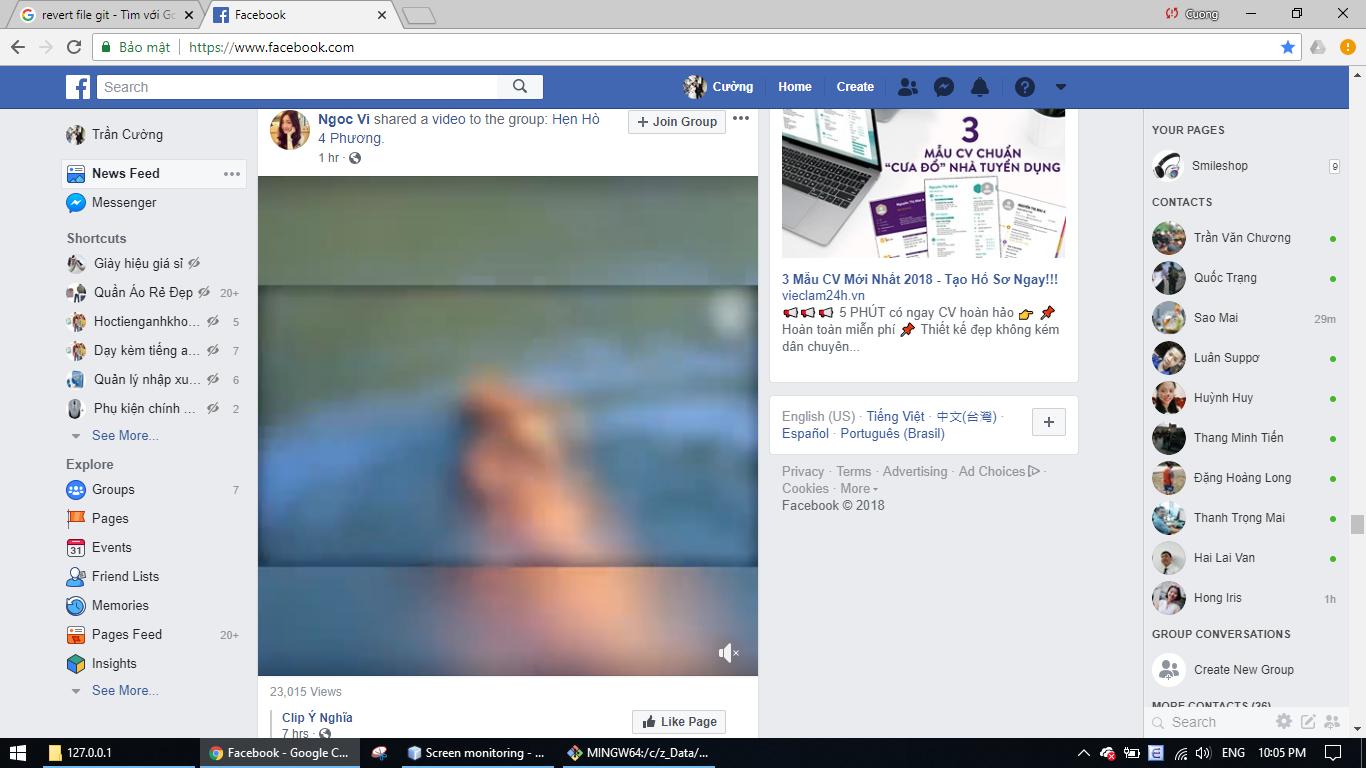 revert file git - Tìm với Go
Facebook
Cuong
Bảo mật
https://www.facebook.com
Search
Cường
Home
Create
Trần Cường
News Feed
Messenger
Shortcuts
Giày hiệu giá sỉ
Quần Áo Rẻ Đẹp 20+
Hoctienganhkho... 5
Dạy kèm tiếng a... 7
Quản lý nhập xu... 6
Phụ kiện chính ... 2
See More...
Explore
Groups 7
Pages
31 Events
Friend Lists
Memories
Pages Feed 20+
Insights
See More...
Ngọc Vi shared a video to the group: Hẹn Hò
4 Phương.
1 hr ·
+ Join Group
23,015 Views
Clip Ý Nghĩa
7 hrs ·
Like Page
3
MẪU CV CHUẨN
“CƯA ĐỔ” NHÀ TUYỂN DỤNG
3 Mẫu CV Mới Nhất 2018 - Tạo Hồ Sơ Ngay!!!
vieclam24h.vn
5 PHÚT có ngay CV hoàn hảo
Hoàn toàn miễn phí 📌 Thiết kế đẹp không kém
dân chuyên...
English (US) · Tiếng Việt · 中文(台灣) ·
Español · Português (Brasil)
Privacy · Terms · Advertising · Ad Choices ·
Cookies · More
Facebook © 2018
YOUR PAGES
Smileshop 9
CONTACTS
Trần Văn Chương
Quốc Trạng
Sao Mai 29m
Luân Suppơ
Huỳnh Huy
Thang Minh Tiến
Đặng Hoàng Long
Thanh Trọng Mai
Hai Lai Van
Hong Iris 1h
GROUP CONVERSATIONS
Create New Group
MORE CONTACTS (26)
Search
127.0.0.1
Facebook - Google C...
Screen monitoring - ...
MINGW64:/c/z_Data/...
ENG
10:05 PM